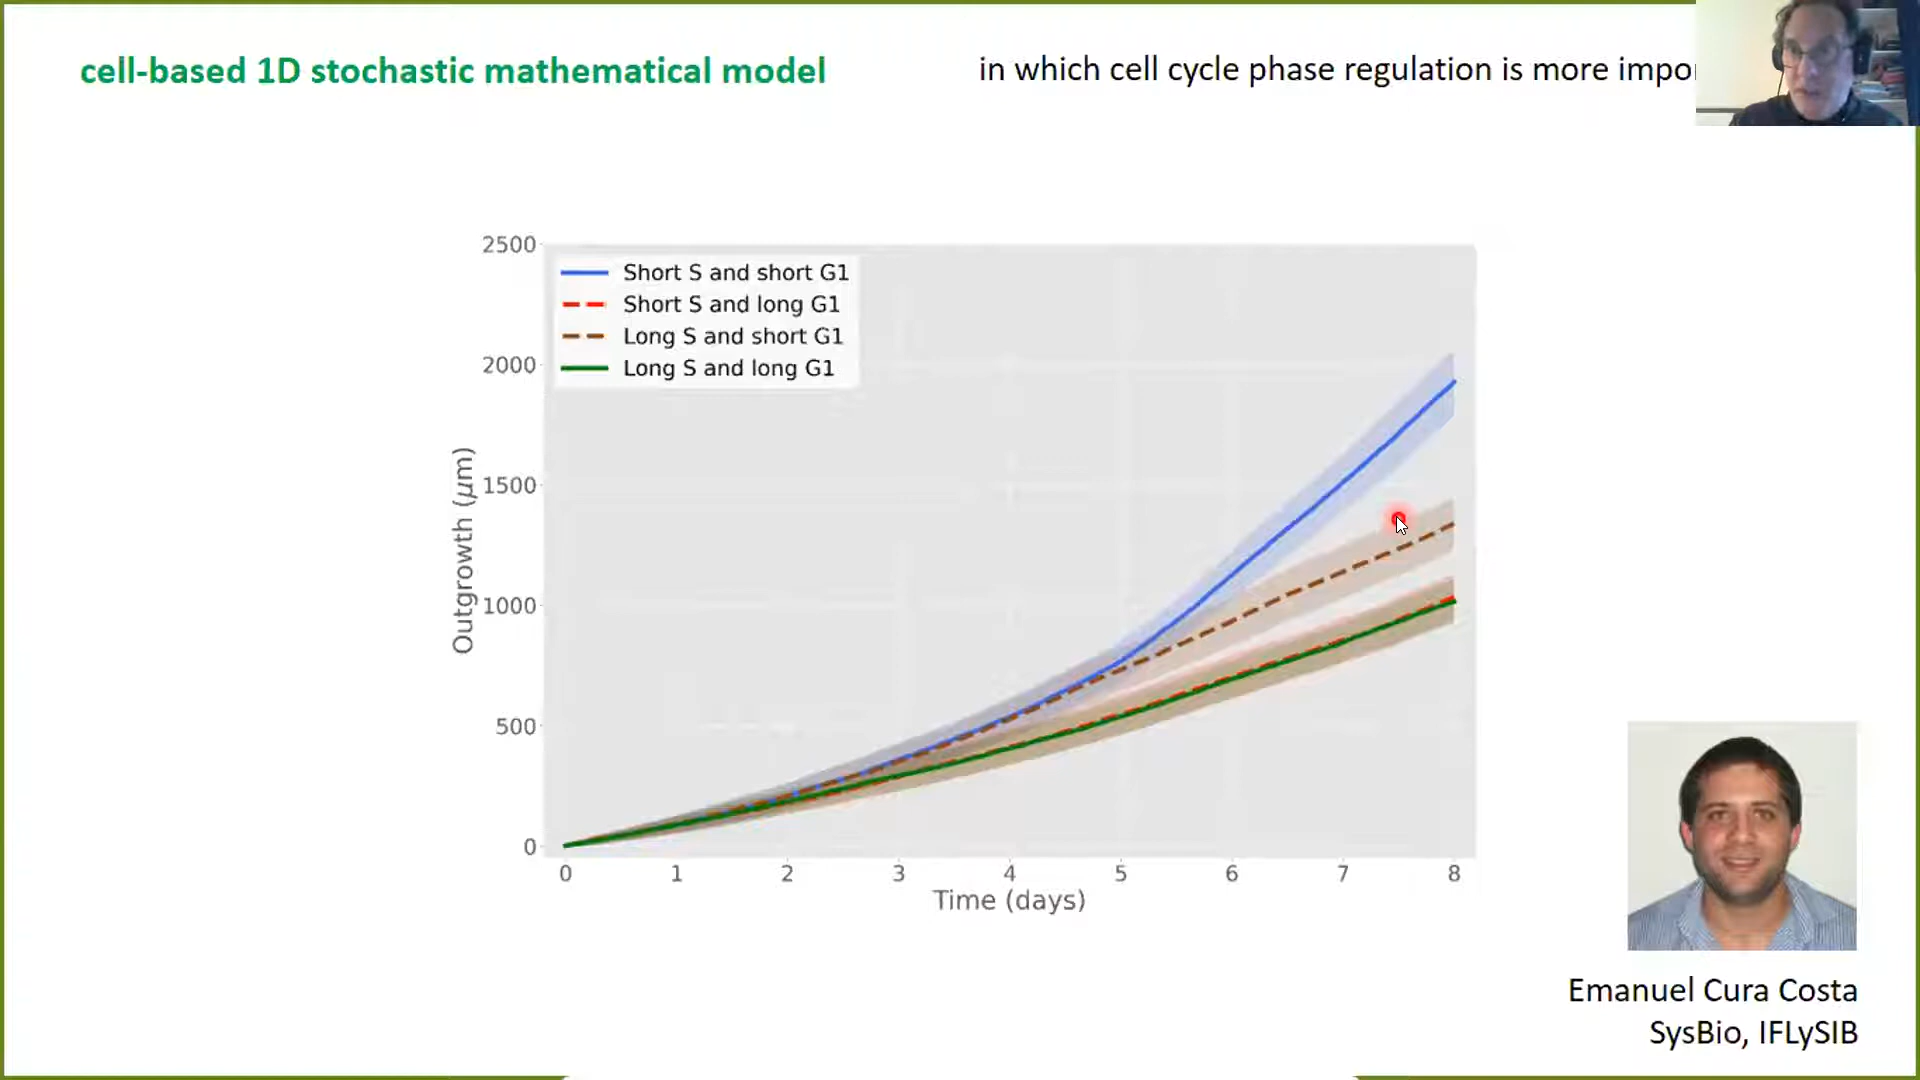 cell-based 1D stochastic mathematical model
in which cell cycle phase regulation is more
2500
2000
1500
1000
500
0
Outgrowth (μm)
Short S and short G1
Short S and long G1
Long S and short G1
Long S and long G1
0 1 2 3 4 5 6 7 8
Time (days)
Emanuel Cura Costa
SysBio, IFLySIB